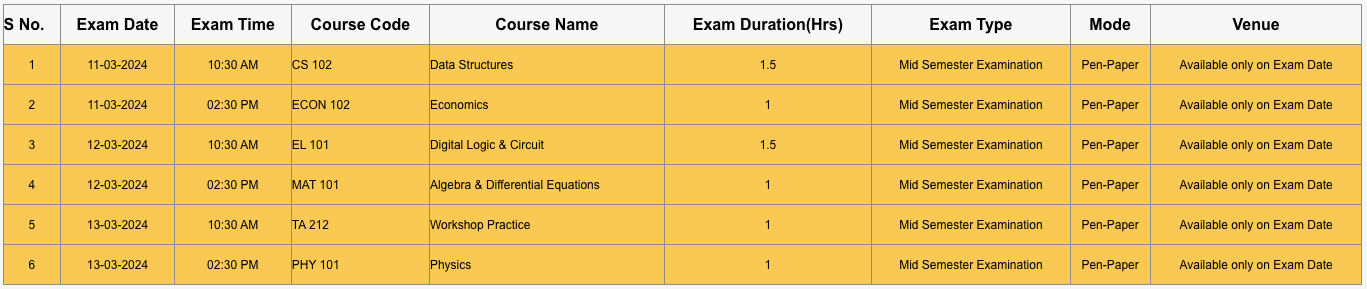 S No. Exam Date Exam Time Course Code Course Name Exam Duration(Hrs) Exam Type Mode Venue
1 11-03-2024 10:30 AM CS 102 Data Structures 1.5 Mid Semester Examination Pen-Paper Available only on Exam Date
2 11-03-2024 02:30 PM ECON 102 Economics 1 Mid Semester Examination Pen-Paper Available only on Exam Date
3 12-03-2024 10:30 AM EL 101 Digital Logic & Circuit 1.5 Mid Semester Examination Pen-Paper Available only on Exam Date
4 12-03-2024 02:30 PM MAT 101 Algebra & Differential Equations 1 Mid Semester Examination Pen-Paper Available only on Exam Date
5 13-03-2024 10:30 AM TA 212 Workshop Practice 1 Mid Semester Examination Pen-Paper Available only on Exam Date
6 13-03-2024 02:30 PM PHY 101 Physics 1 Mid Semester Examination Pen-Paper Available only on Exam Date